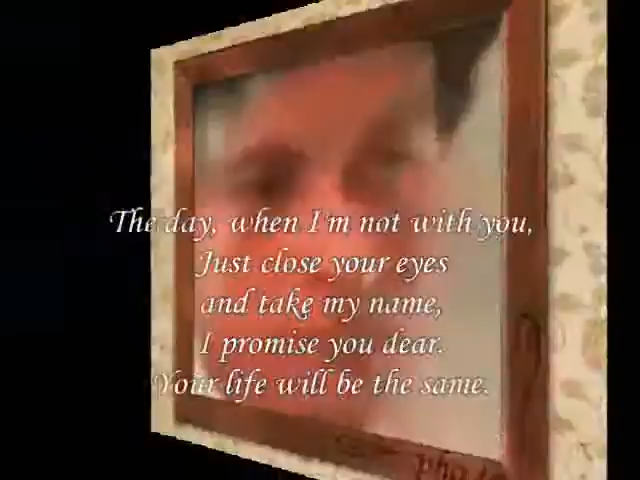 The day, when I'm not with you,
Just close your eyes
and take my name,
I promise you dear.
Your life will be the same.